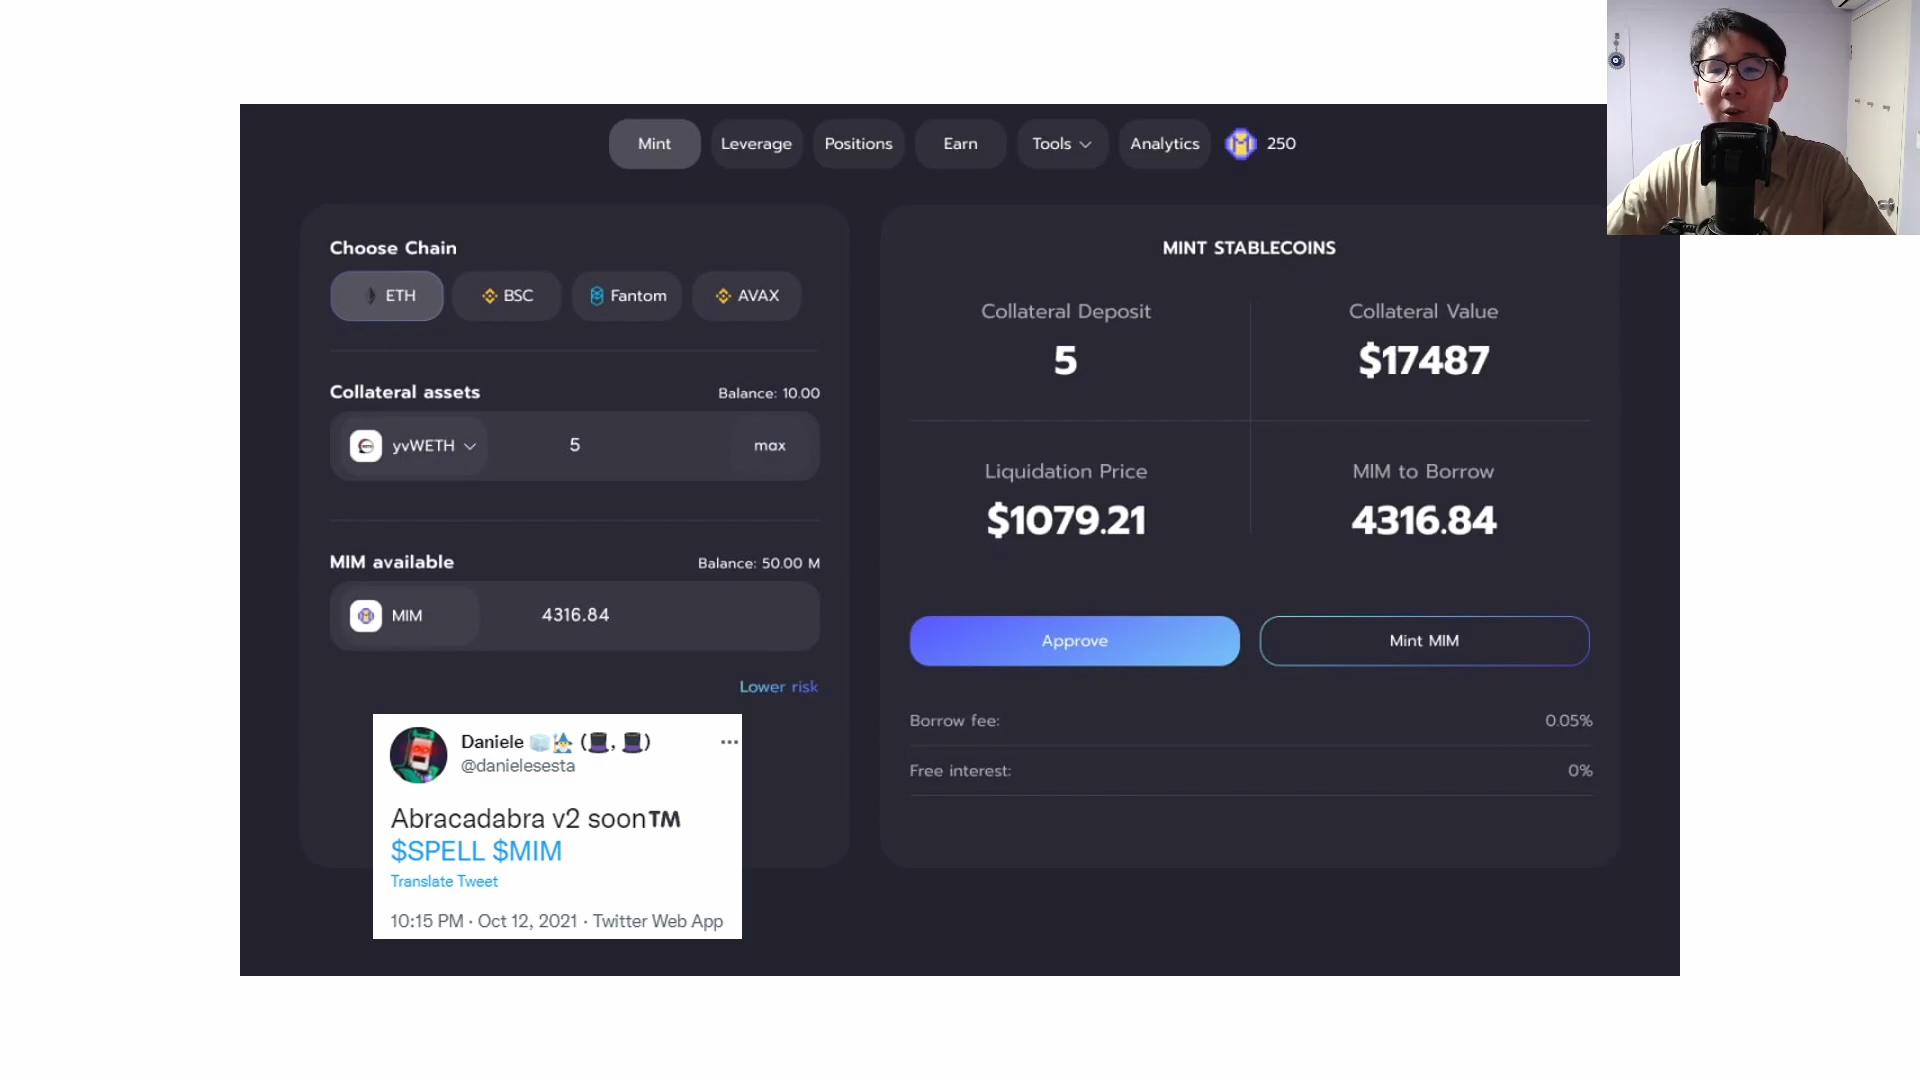 Mint Leverage Positions Earn Tools Analytics 250
Choose Chain
ETH BSC Fantom AVAX
Collateral assets Balance: 10.00
yvWETH 5 max
MIM available Balance: 50.00 M
MIM 4316.84
Lower risk
MINT STABLECOINS
Collateral Deposit Collateral Value
5 $17487
Liquidation Price MIM to Borrow
$1079.21 4316.84
Approve Mint MIM
Borrow fee: 0.05%
Free interest: 0%
Daniele 🧊🧙‍♂️ (🎩, 🎩) ...
@danielesesta
Abracadabra v2 soon™
$SPELL $MIM
Translate Tweet
10:15 PM · Oct 12, 2021 · Twitter Web App